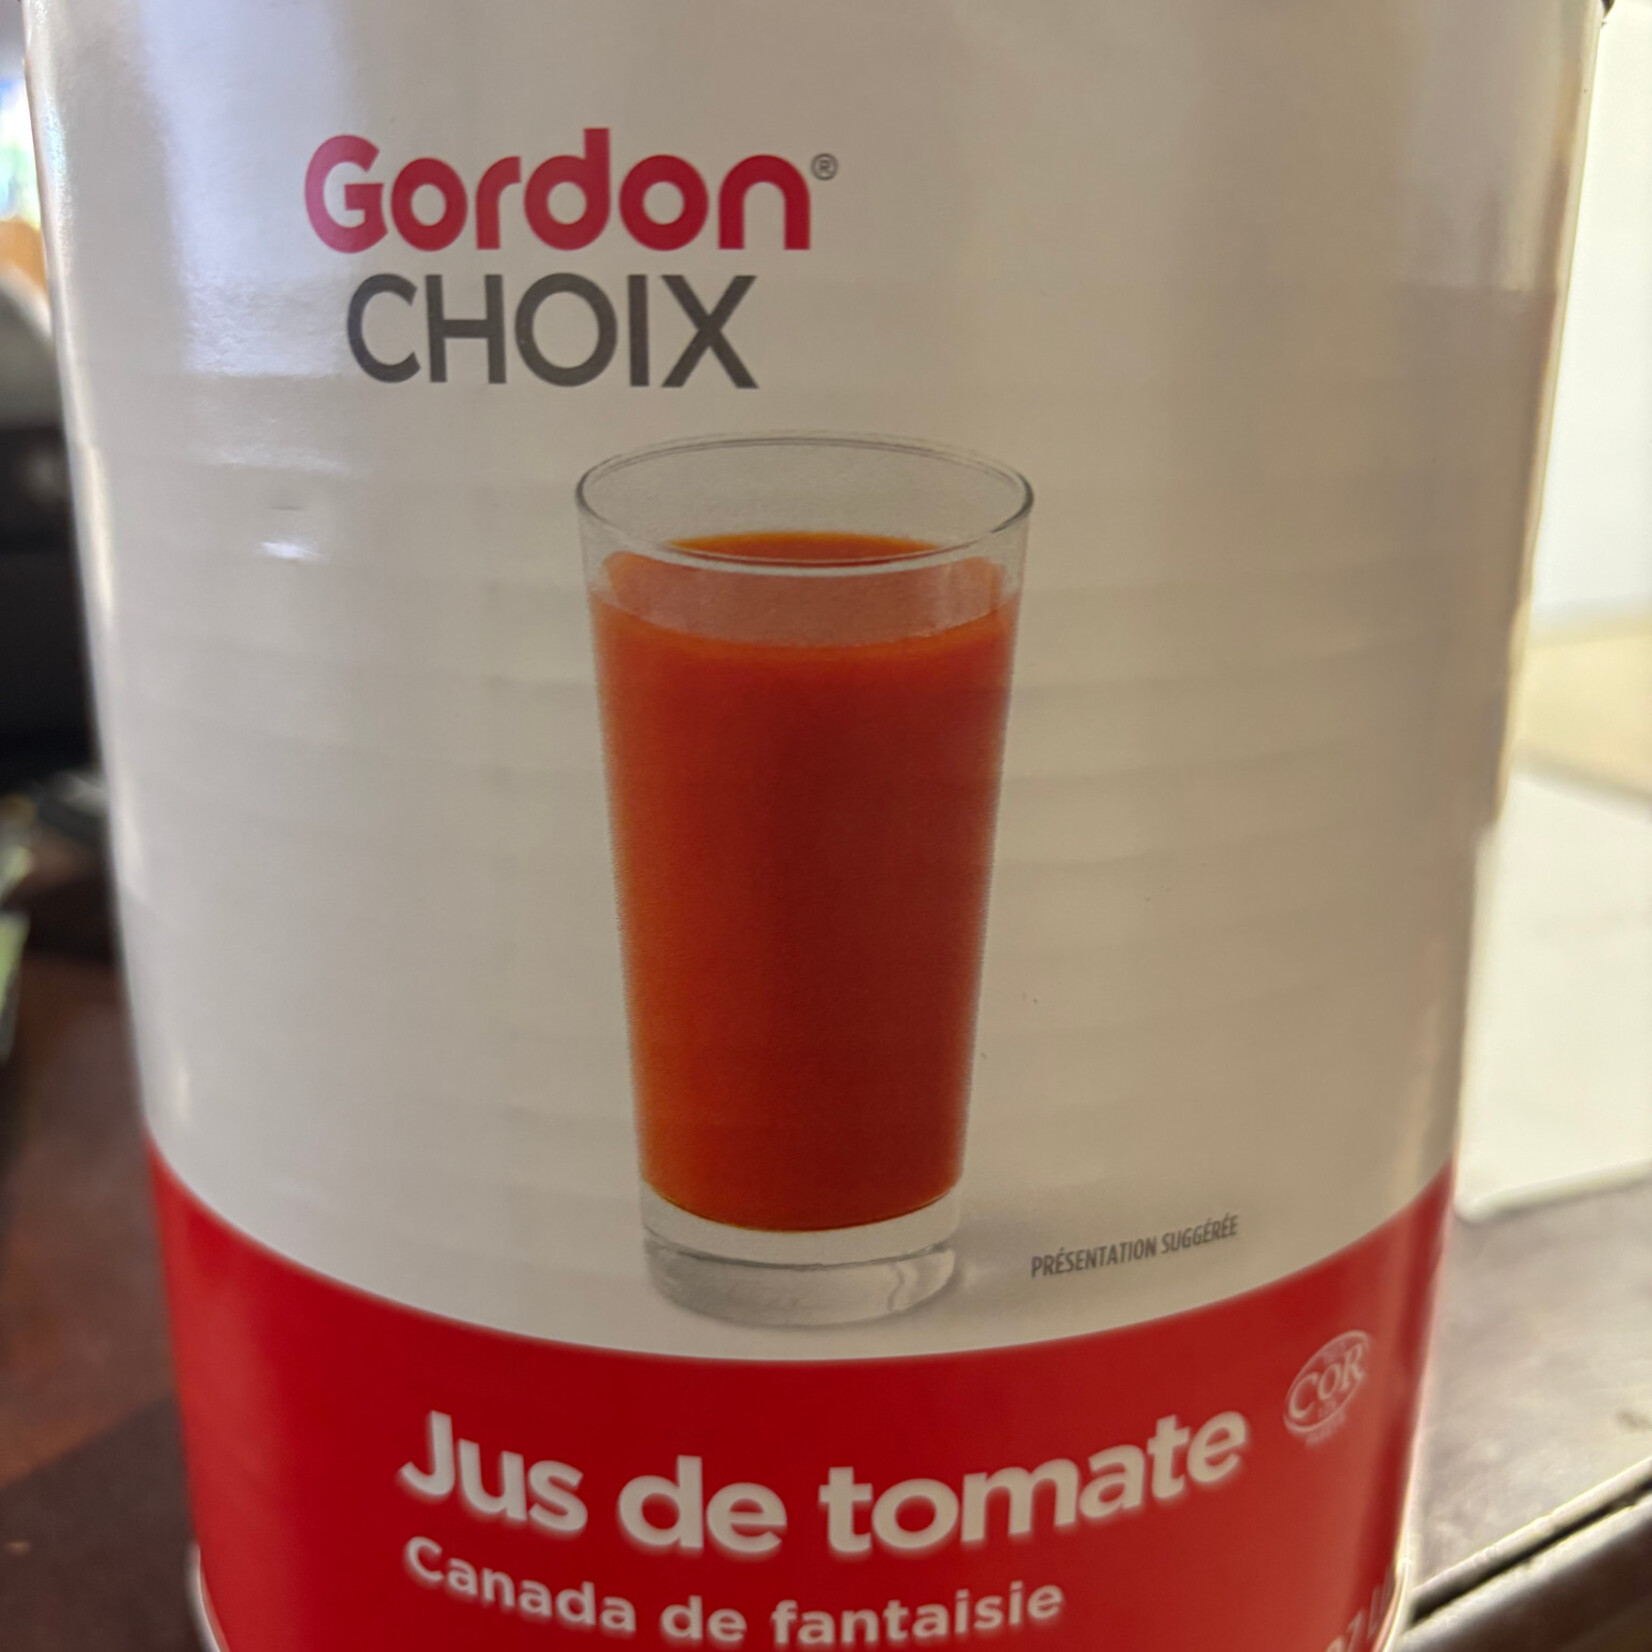 Gordon®
CHOIX
PRÉSENTATION SUGGÉRÉE
COR
Jus de tomate
Canada de fantaisie